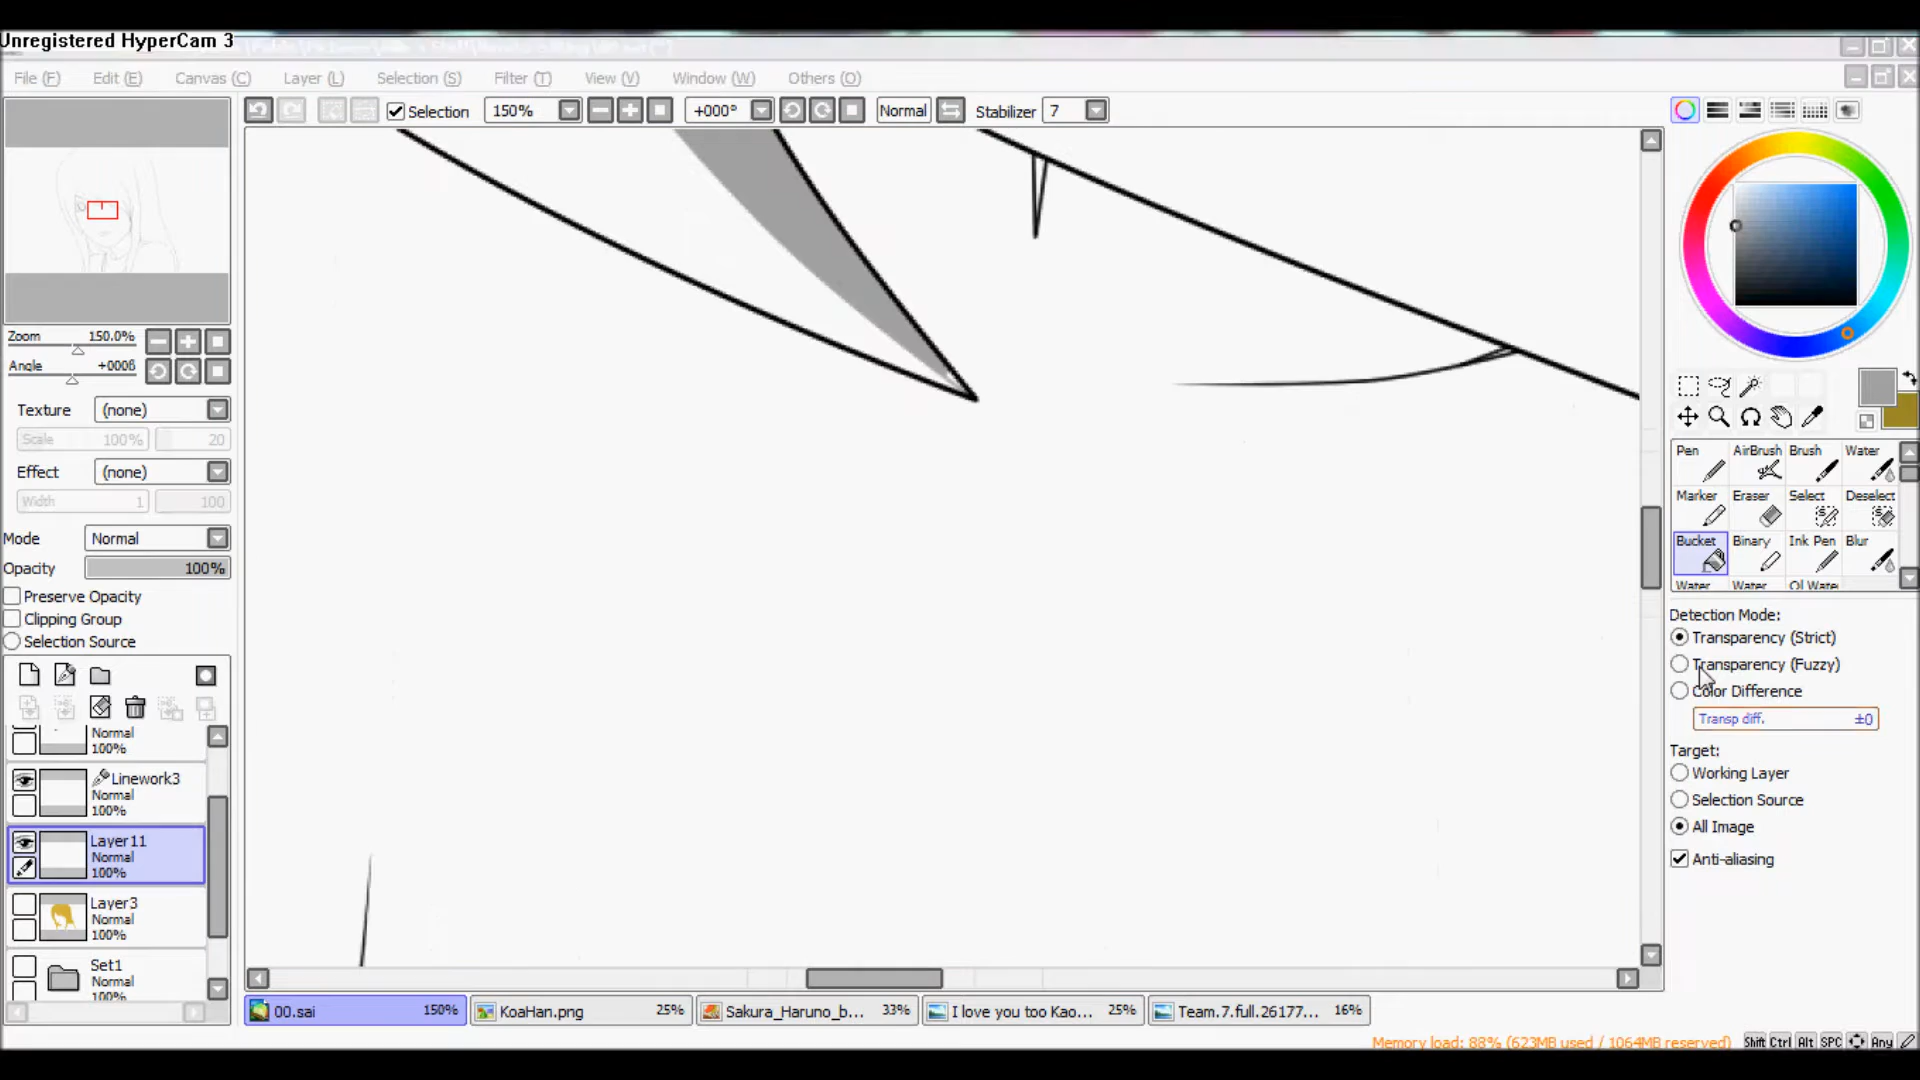 Unregistered HyperCam 3
File (F) Edit (E) Canvas (C) Layer (L) Selection (S) Filter (T) View (V) Window (W) Others (O)
Selection 150% +000° Normal Stabilizer 7
Zoom 150.0%
Angle +000ß
Texture (none)
Scale 100% 20
Effect (none)
Width 1 100
Mode Normal
Opacity 100%
Preserve Opacity
Clipping Group
Selection Source
Normal
100%
Linework3
Normal
100%
Layer11
Normal
100%
Layer3
Normal
100%
Set1
Normal
100%
Pen AirBrush Brush Water
Marker Eraser Select Deselect
Bucket Binary Ink Pen Blur
Water Water Oil Wate
Detection Mode:
Transparency (Strict)
Transparency (Fuzzy)
Color Difference
Transp diff. ±0
Target:
Working Layer
Selection Source
All Image
Anti-aliasing
00.sai 150% KoaHan.png 25% Sakura_Haruno_b... 33% I love you too Kao... 25% Team.7.full.26177... 16%
Memory load: 88% (623MB used / 1064MB reserved) Shift Ctrl Alt SPC Any